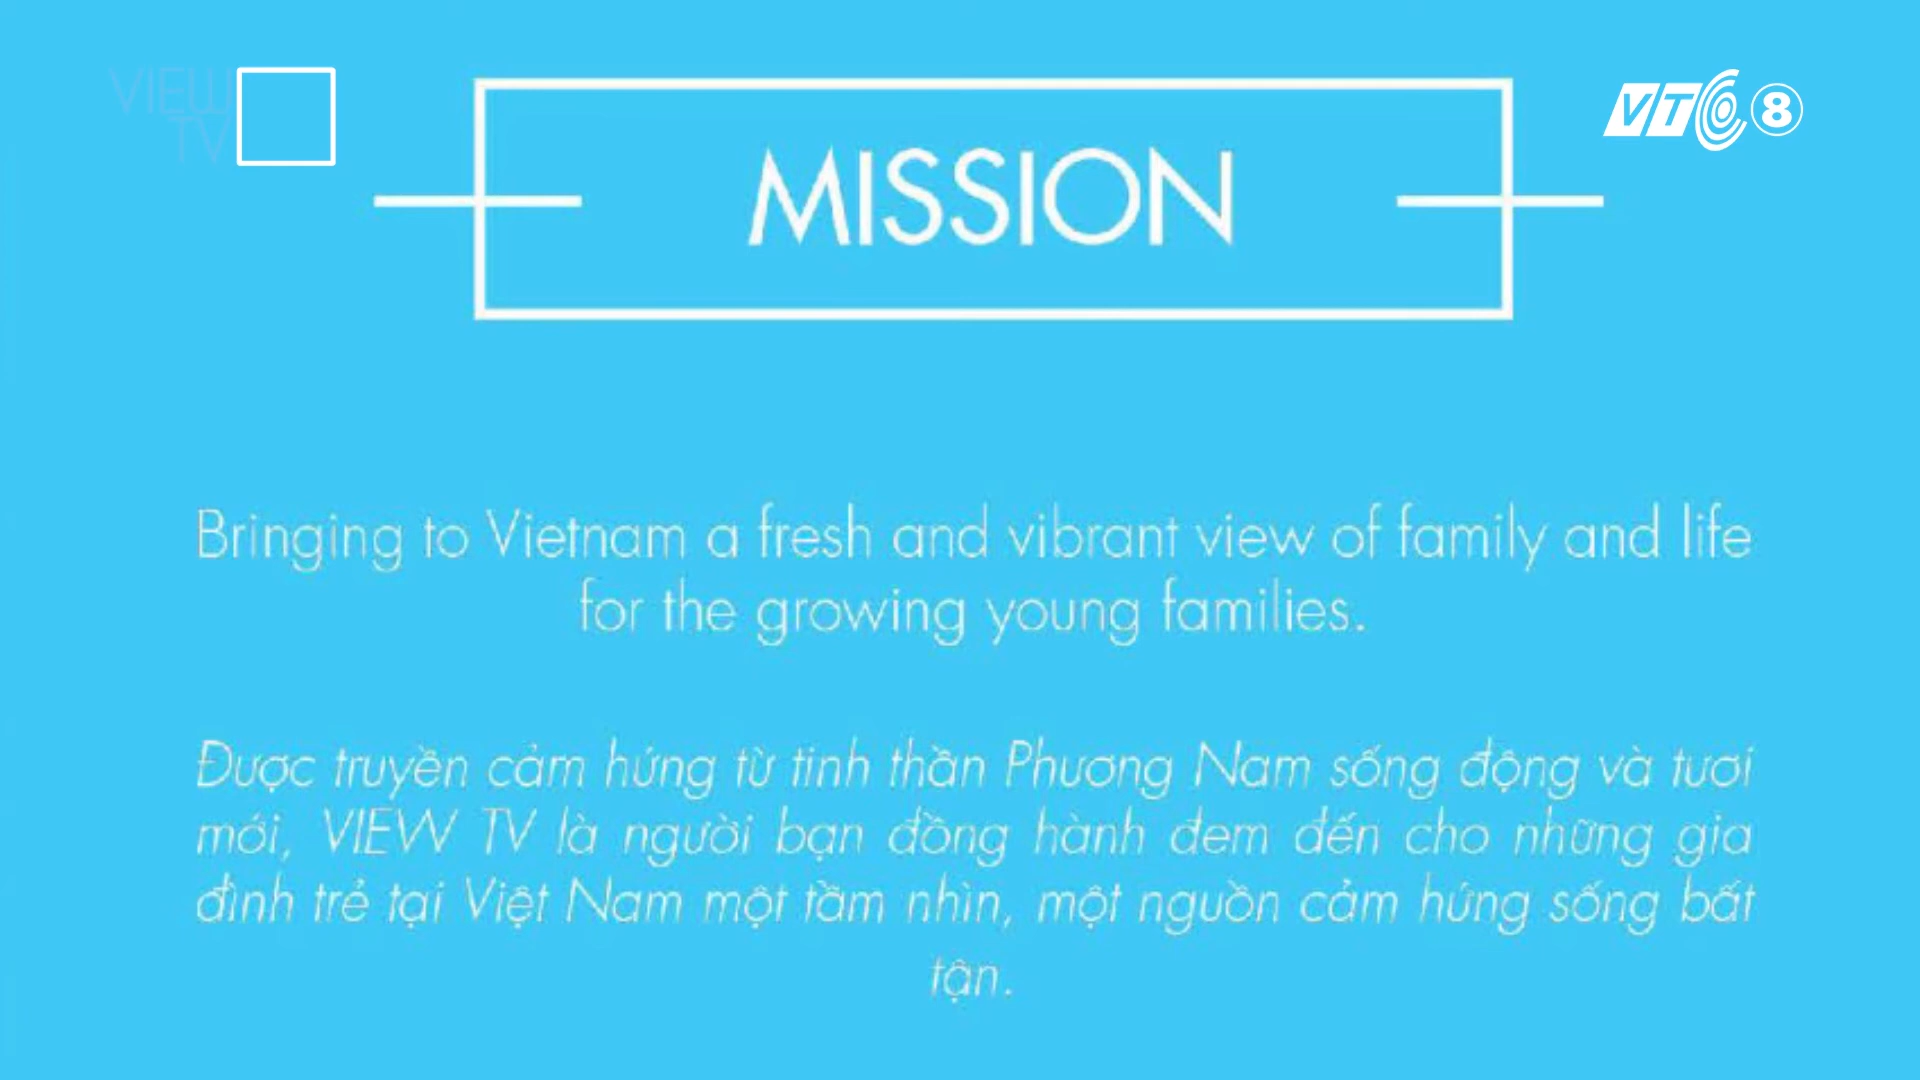 VIEW
TV
VTC 8
MISSION
Bringing to Vietnam a fresh and vibrant view of family and life
for the growing young families.
Được truyền cảm hứng từ tinh thần Phương Nam sống động và tươi
mới, VIEW TV là người bạn đồng hành đem đến cho những gia
đình trẻ tại Việt Nam một tầm nhìn, một nguồn cảm hứng sống bất
tận.